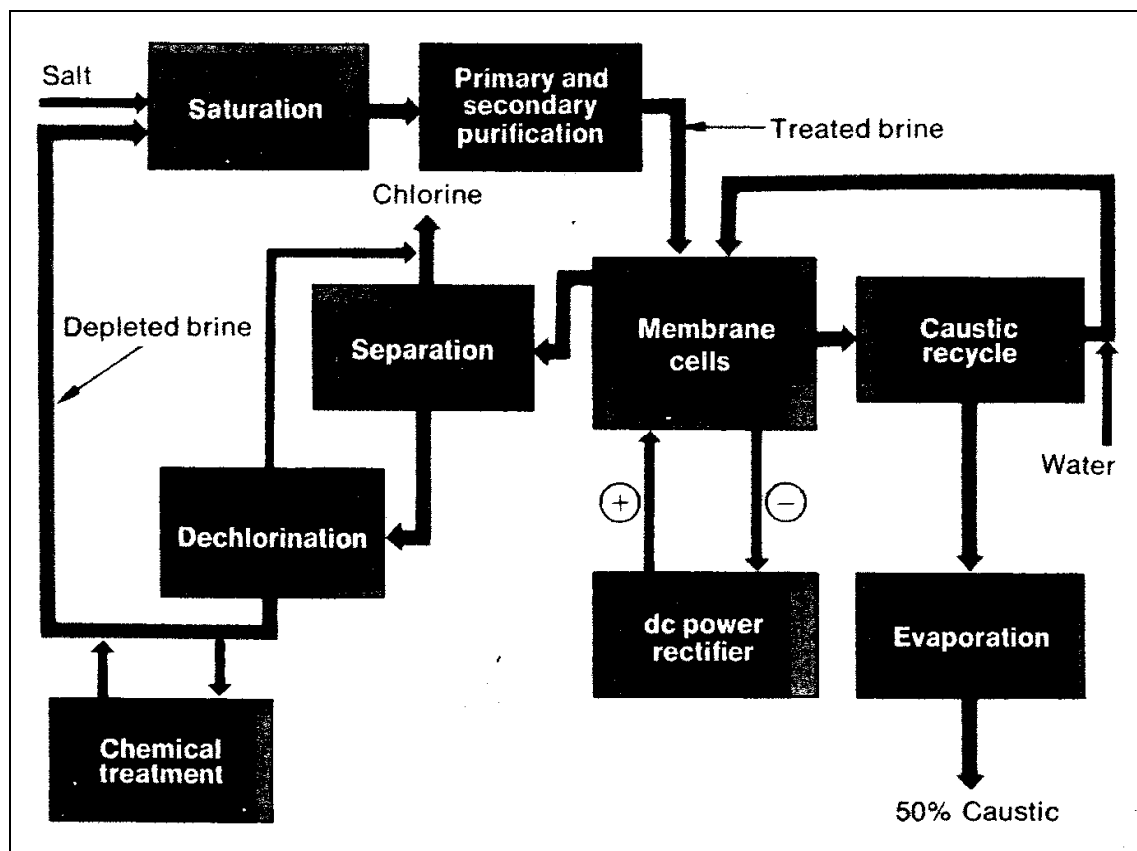 Salt
Saturation
Primary and
secondary
purification
Treated brine
Chlorine
Depleted brine
Separation
Membrane
cells
Caustic
recycle
Water
Dechlorination
+
−
dc power
rectifier
Evaporation
Chemical
treatment
50% Caustic